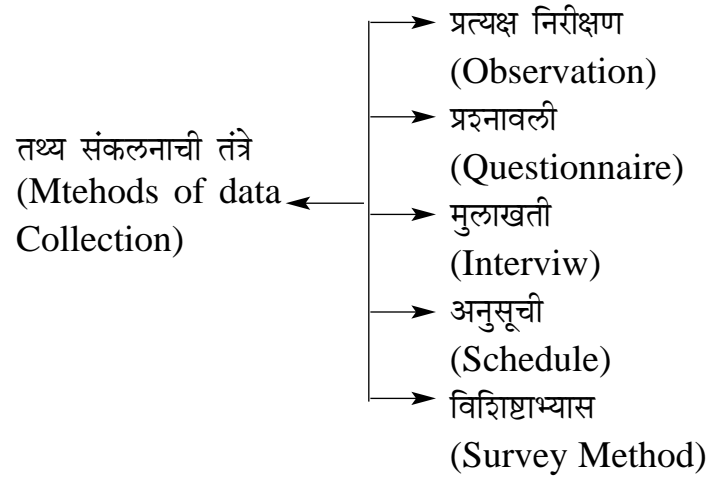 तथ्य संकलनाची तंत्रे
(Mtehods of data
Collection)
प्रत्यक्ष निरीक्षण
(Observation)
प्रश्नावली
(Questionnaire)
मुलाखती
(Interviw)
अनुसूची
(Schedule)
विशिष्टाभ्यास
(Survey Method)